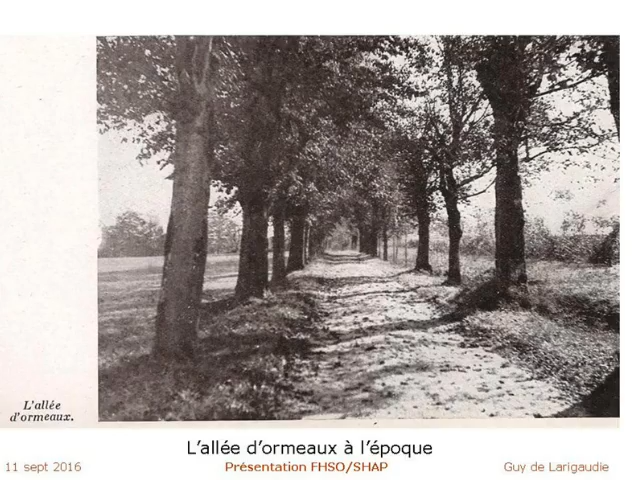 L'allée
d'ormeaux.
L'allée d'ormeaux à l'époque
11 sept 2016 Présentation FHSO/SHAP Guy de Larigaudie